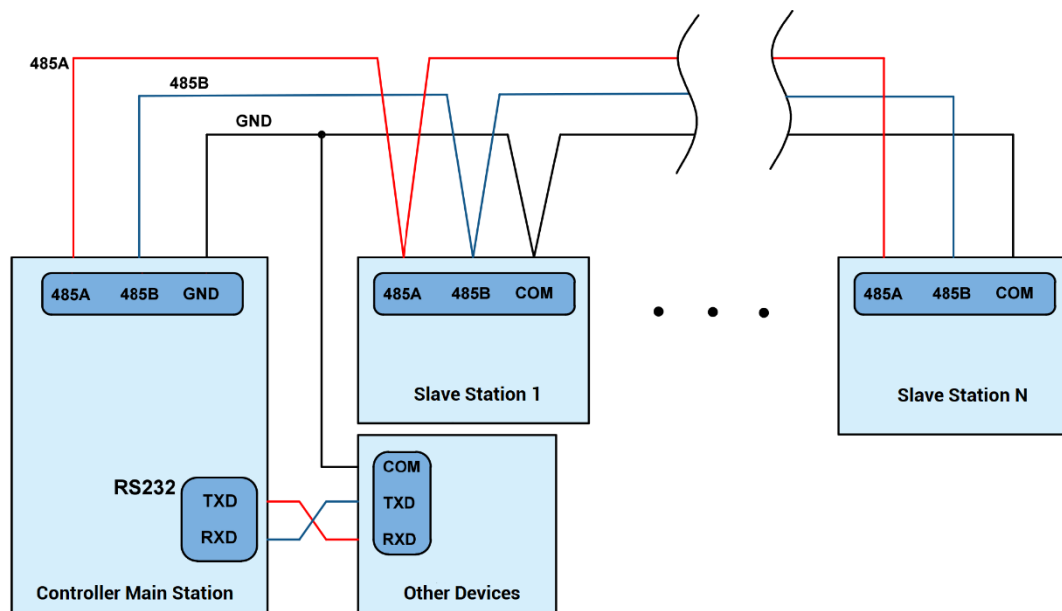 485A
485B
GND
485A 485B GND
485A 485B COM
485A 485B COM
Slave Station 1
Slave Station N
RS232
TXD
RXD
COM
TXD
RXD
Controller Main Station
Other Devices